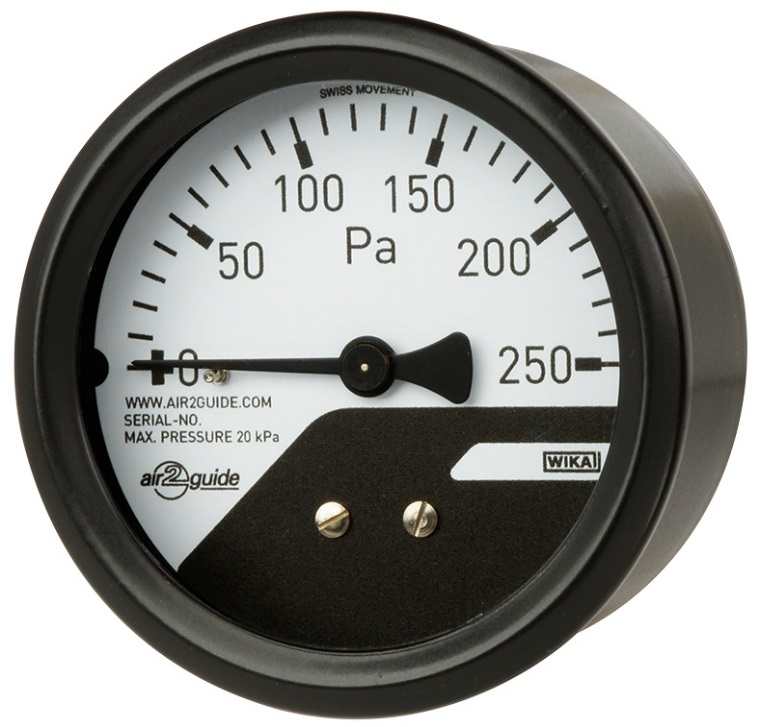 SWISS MOVEMENT
100 150
50 Pa 200
0 250
WWW.AIR2GUIDE.COM
SERIAL-NO.
MAX. PRESSURE 20 kPa
WIKA
air2guide